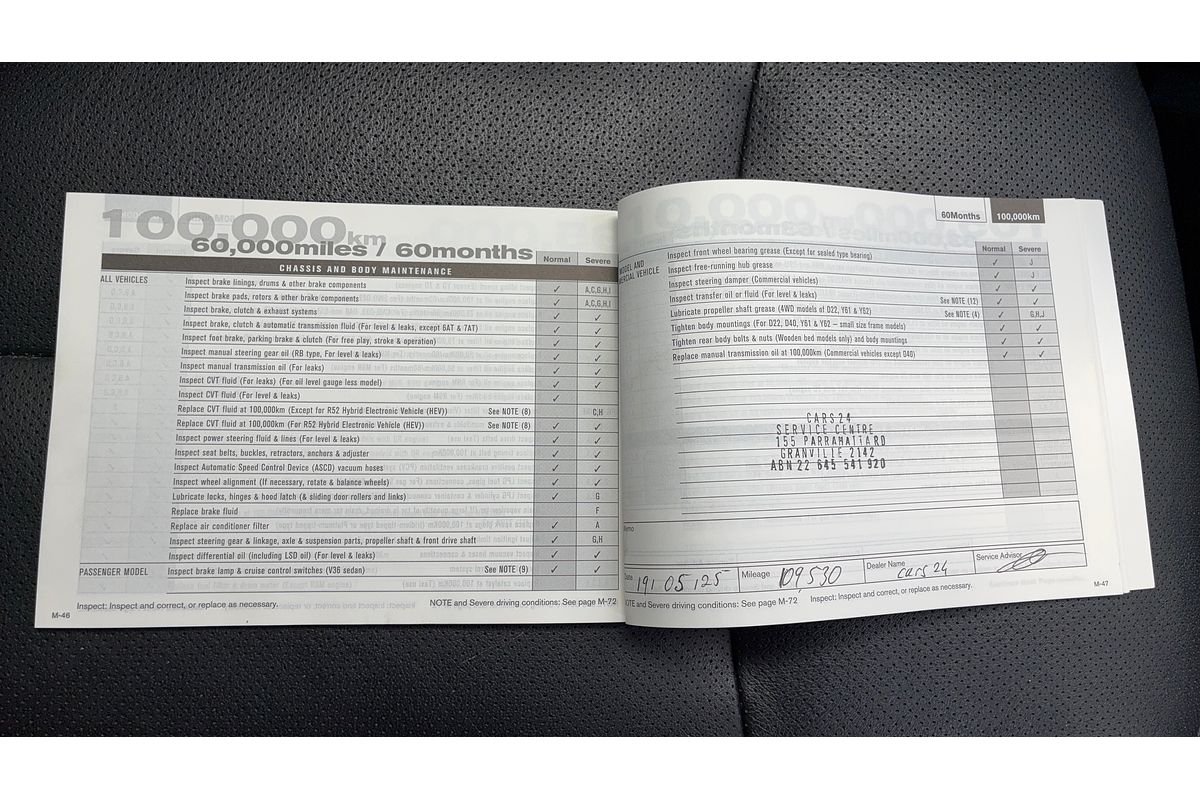 100,000km
60,000miles / 60months
Normal Severe
CHASSIS AND BODY MAINTENANCE
ALL VEHICLES
Inspect brake linings, drums & other brake components ✓ A,C,G,H,I
Inspect brake pads, rotors & other brake components ✓ A,C,G,H,I
Inspect brake, clutch & exhaust systems ✓ ✓
Inspect brake, clutch & automatic transmission fluid (For level & leaks, except 6AT & 7AT) ✓ ✓
Inspect foot brake, parking brake & clutch (For free play, stroke & operation) ✓ ✓
Inspect manual steering gear oil (RB type, For level & leaks) ✓ ✓
Inspect manual transmission oil (For leaks) ✓ ✓
Inspect CVT fluid (For leaks) (For oil level gauge less model) ✓ ✓
Inspect CVT fluid (For level & leaks) ✓
Replace CVT fluid at 100,000km (Except for R52 Hybrid Electronic Vehicle (HEV)) See NOTE (8) G,H
Replace CVT fluid at 100,000km (For R52 Hybrid Electronic Vehicle (HEV)) See NOTE (8) ✓ ✓
Inspect power steering fluid & lines (For level & leaks) ✓ ✓
Inspect seat belts, buckles, retractors, anchors & adjuster ✓ ✓
Inspect Automatic Speed Control Device (ASCD) vacuum hoses ✓ ✓
Inspect wheel alignment (If necessary, rotate & balance wheels) ✓ ✓
Lubricate locks, hinges & hood latch (& sliding door rollers and links) ✓ G
Replace brake fluid F
Replace air conditioner filter ✓ A
Inspect steering gear & linkage, axle & suspension parts, propeller shaft & front drive shaft ✓ G,H
Inspect differential oil (including LSD oil) (For level & leaks) ✓ ✓
PASSENGER MODEL Inspect brake lamp & cruise control switches (V36 sedan) See NOTE (9) ✓ ✓
Inspect: Inspect and correct, or replace as necessary. NOTE and Severe driving conditions: See page M-72
M-46
60Months 100,000km
Normal Severe
MODEL AND
VEHICLE
Inspect front wheel bearing grease (Except for sealed type bearing) ✓ J
Inspect free-running hub grease ✓ J
Inspect steering damper (Commercial vehicles) ✓ ✓
Inspect transfer oil or fluid (For level & leaks) See NOTE (12) ✓ ✓
Lubricate propeller shaft grease (4WD models of D22, Y61 & Y62) See NOTE (4) ✓ G,H,J
Tighten body mountings (For D22, D40, Y61 & Y62 – small size frame models) ✓ ✓
Tighten rear body bolts & nuts (Wooden bed models only) and body mountings ✓ ✓
Replace manual transmission oil at 100,000km (Commercial vehicles except D40) ✓ ✓
CARS24
SERVICE CENTRE
155 PARRAMATTA RD
GRANVILLE 2142
ABN 22 645 541 920
Memo
Date 19 / 05 / 25 Mileage 109,530 Dealer Name cars 24 Service Advisor
NOTE and Severe driving conditions: See page M-72 Inspect: Inspect and correct, or replace as necessary.
M-47